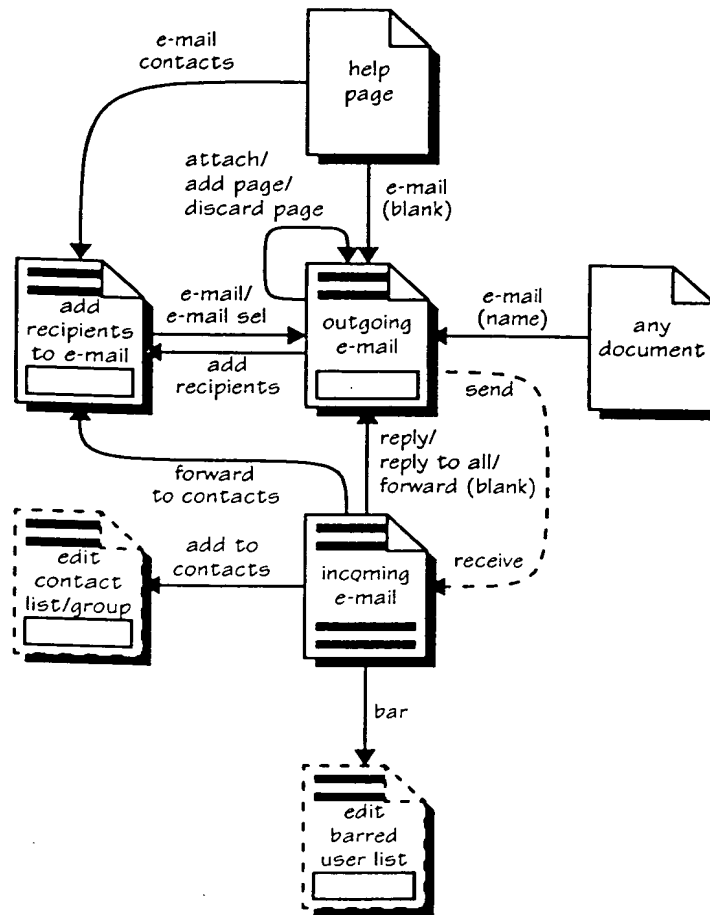 e-mail
contacts
help
page
attach/
add page/
discard page
e-mail
(blank)
add
recipients
to e-mail
e-mail/
e-mail sel
add
recipients
outgoing
e-mail
e-mail
(name)
any
document
send
reply/
reply to all/
forward (blank)
forward
to contacts
edit
contact
list/group
add to
contacts
incoming
e-mail
receive
bar
edit
barred
user list